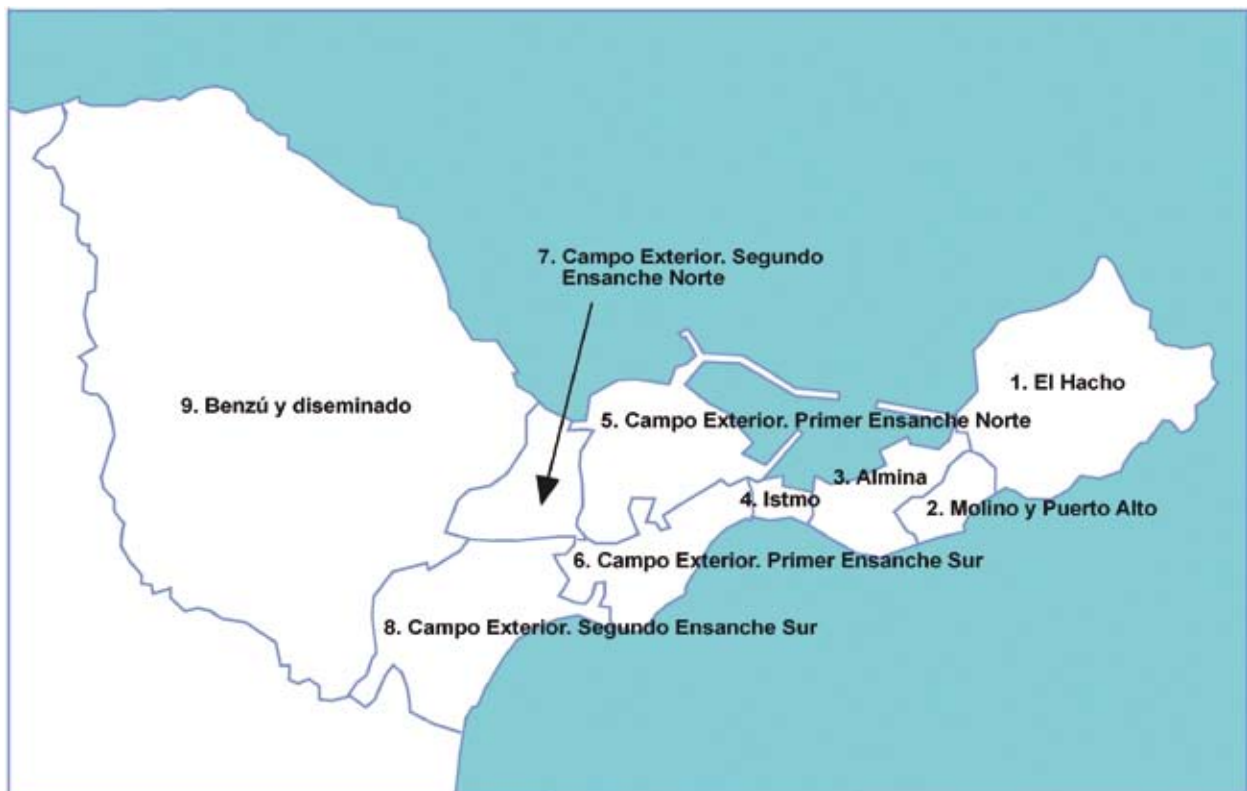 7. Campo Exterior. Segundo
Ensanche Norte
1. El Hacho
9. Benzú y diseminado
5. Campo Exterior. Primer Ensanche Norte
3. Almina
4. Istmo
2. Molino y Puerto Alto
6. Campo Exterior. Primer Ensanche Sur
8. Campo Exterior. Segundo Ensanche Sur